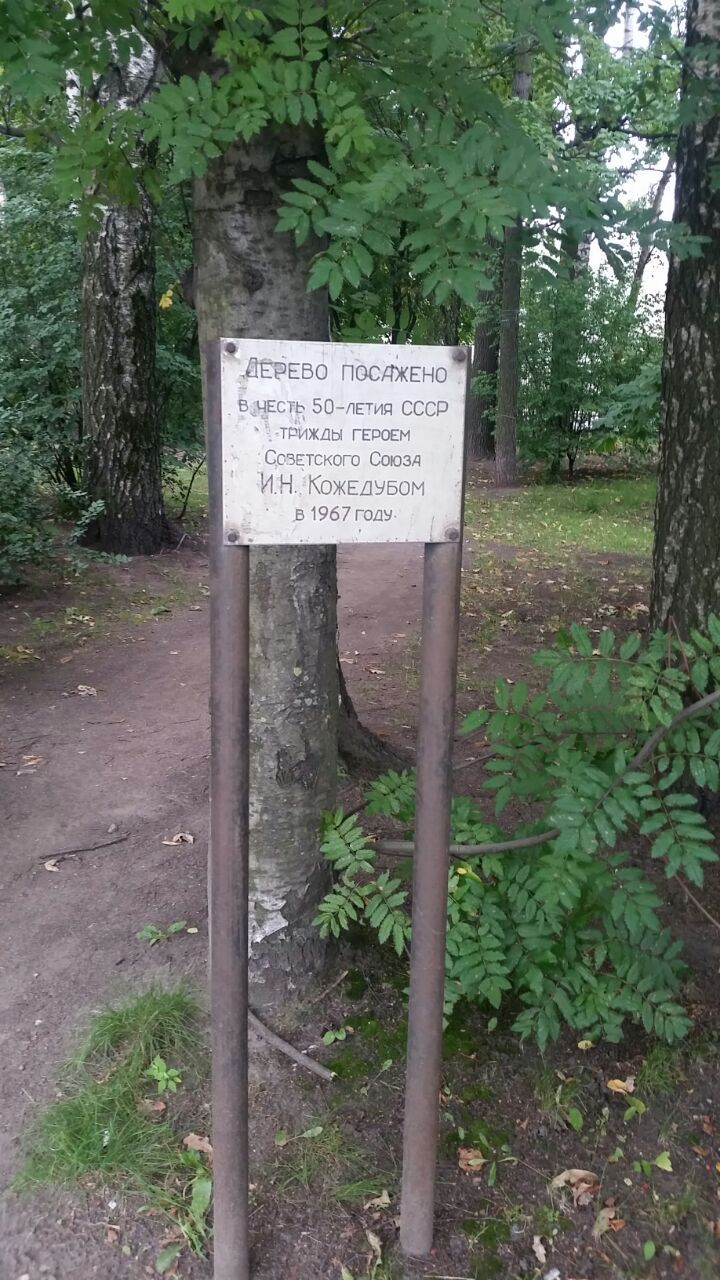 Дерево посажено
в честь 50-летия СССР
трижды героем
Советского Союза
И.Н. Кожедубом
в 1967 году.